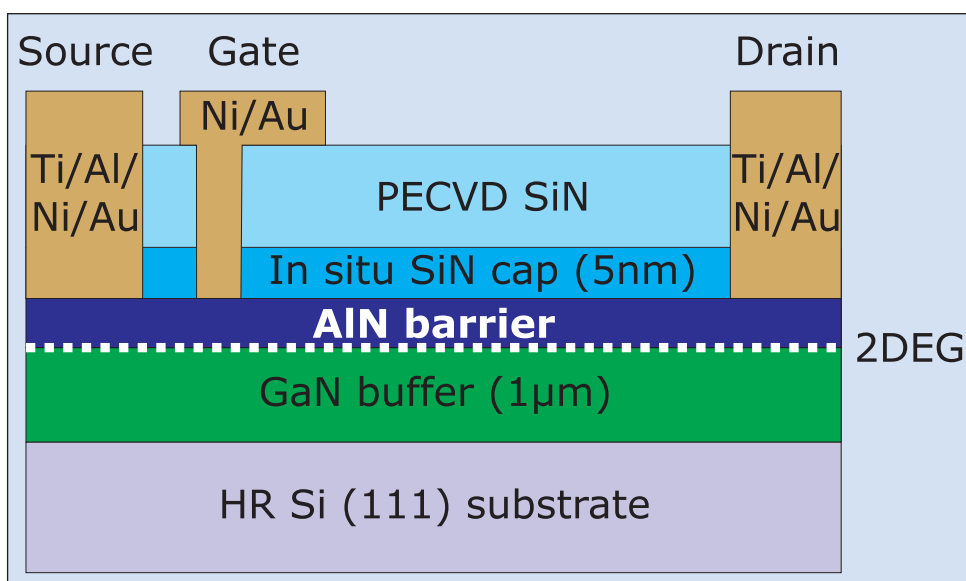 Source Gate Drain
Ni/Au
Ti/Al/
Ni/Au
PECVD SiN
Ti/Al/
Ni/Au
In situ SiN cap (5nm)
AlN barrier
2DEG
GaN buffer (1µm)
HR Si (111) substrate